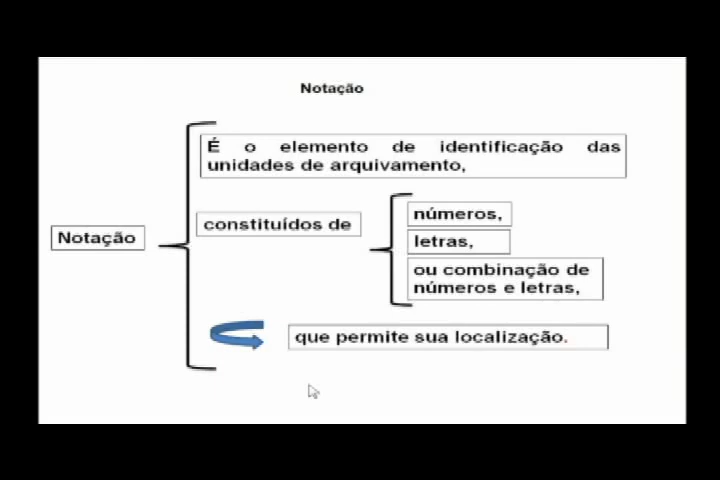 Notação
É o elemento de identificação das
unidades de arquivamento,
Notação
constituídos de
números,
letras,
ou combinação de
números e letras,
que permite sua localização.